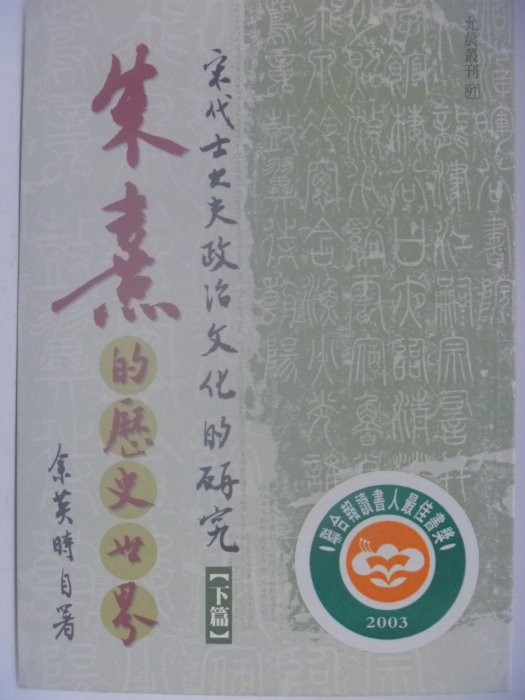 允晨叢刊 97
宋代士大夫政治文化的研究
【下篇】
朱熹
的歷史世界
余英時自署
聯合報讀書人最佳書獎
2003